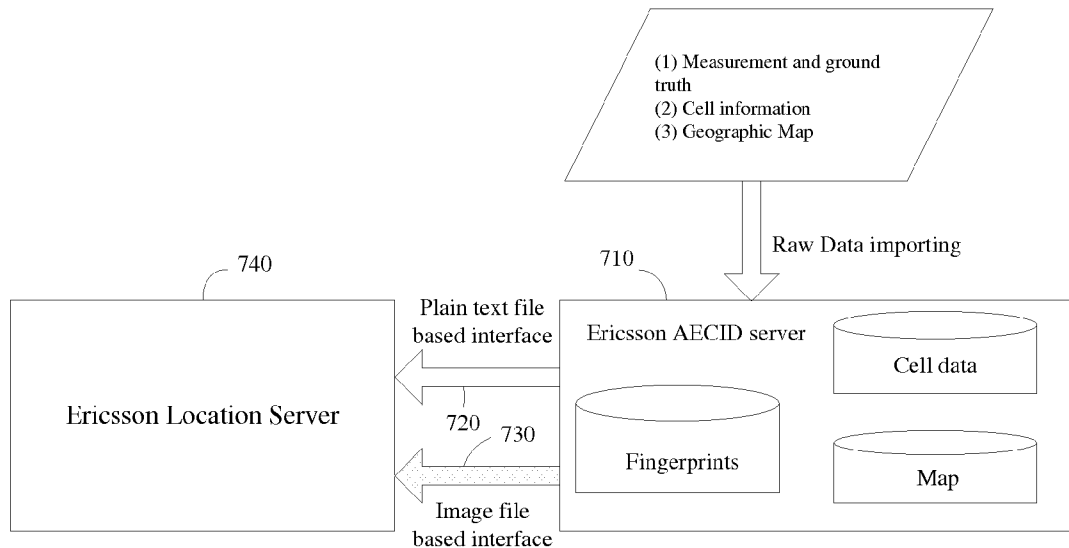 (1) Measurement and ground
truth
(2) Cell information
(3) Geographic Map
Raw Data importing
740
710
Plain text file
based interface
Ericsson AECID server
Cell data
Ericsson Location Server
720
730
Fingerprints
Map
Image file
based interface